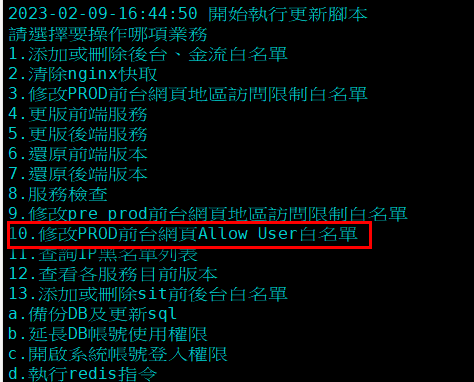 2023-02-09-16:44:50 開始執行更新腳本
請選擇要操作哪項業務
1.添加或刪除後台、金流白名單
2.清除nginx快取
3.修改PROD前台網頁地區訪問限制白名單
4.更版前端服務
5.更版後端服務
6.還原前端版本
7.還原後端版本
8.服務檢查
9.修改pre prod前台網頁地區訪問限制白名單
10.修改PROD前台網頁Allow User白名單
11.查詢IP黑名單列表
12.查看各服務目前版本
13.添加或刪除sit前後台白名單
a.備份DB及更新sql
b.延長DB帳號使用權限
c.開啟系統帳號登入權限
d.執行redis指令